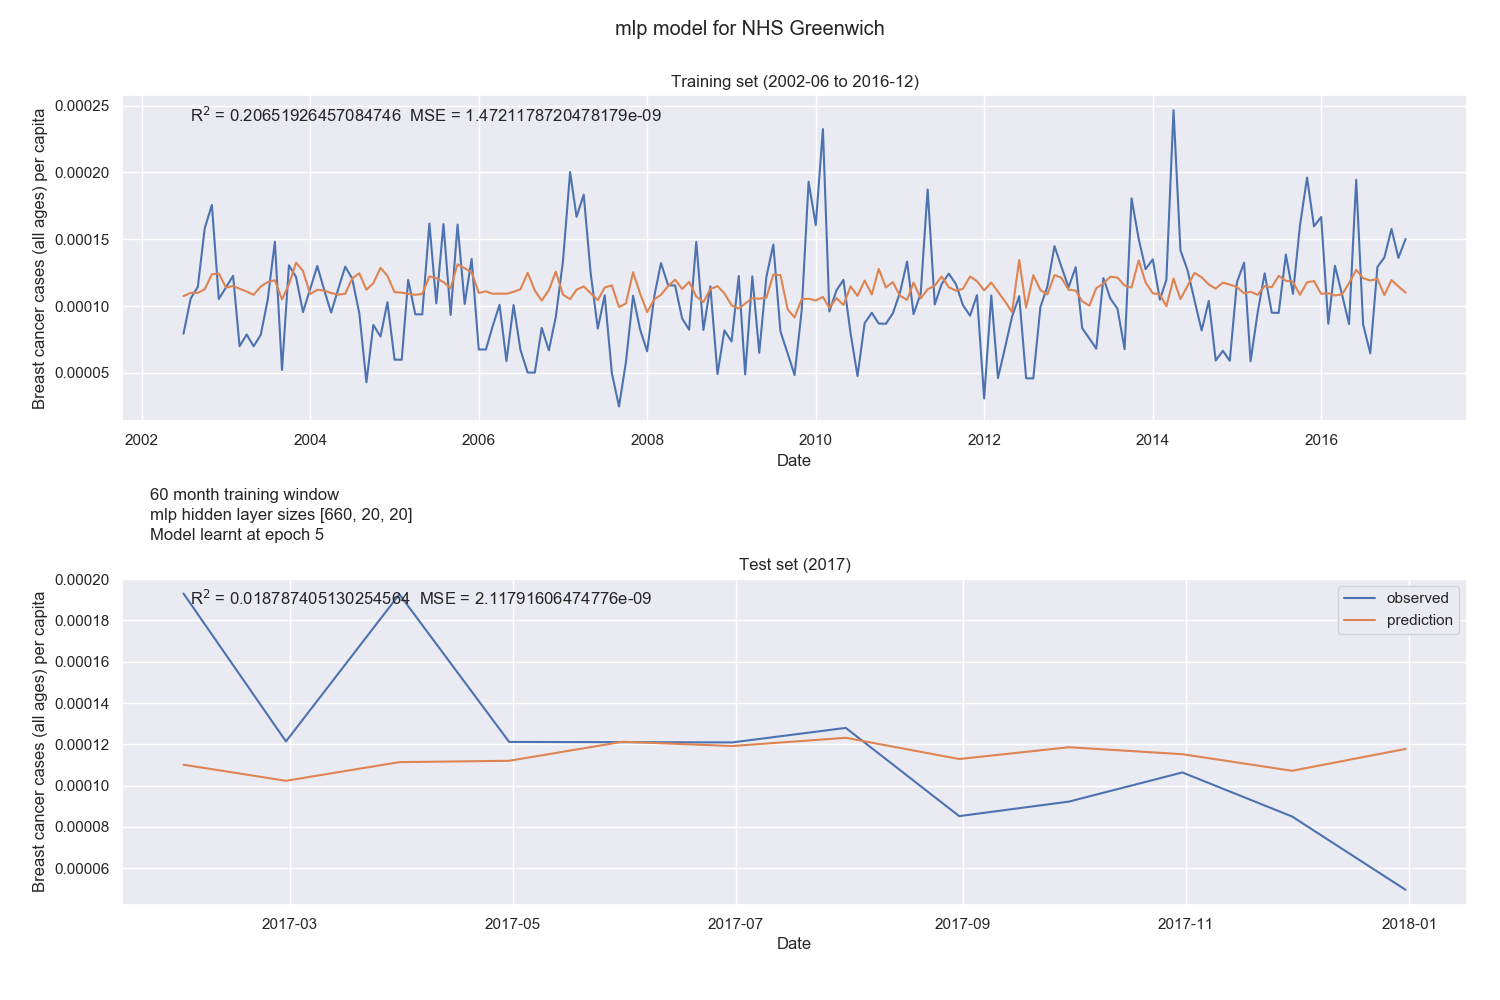 mlp model for NHS Greenwich
Training set (2002-06 to 2016-12)
R² = 0.20651926457084746 MSE = 1.4721178720478179e-09
Breast cancer cases (all ages) per capita
0.00025
0.00020
0.00015
0.00010
0.00005
2002 2004 2006 2008 2010 2012 2014 2016
Date
60 month training window
mlp hidden layer sizes [660, 20, 20]
Model learnt at epoch 5
Test set (2017)
R² = 0.018787405130254564 MSE = 2.11791606474776e-09
observed
prediction
Breast cancer cases (all ages) per capita
0.00020
0.00018
0.00016
0.00014
0.00012
0.00010
0.00008
0.00006
2017-03 2017-05 2017-07 2017-09 2017-11 2018-01
Date